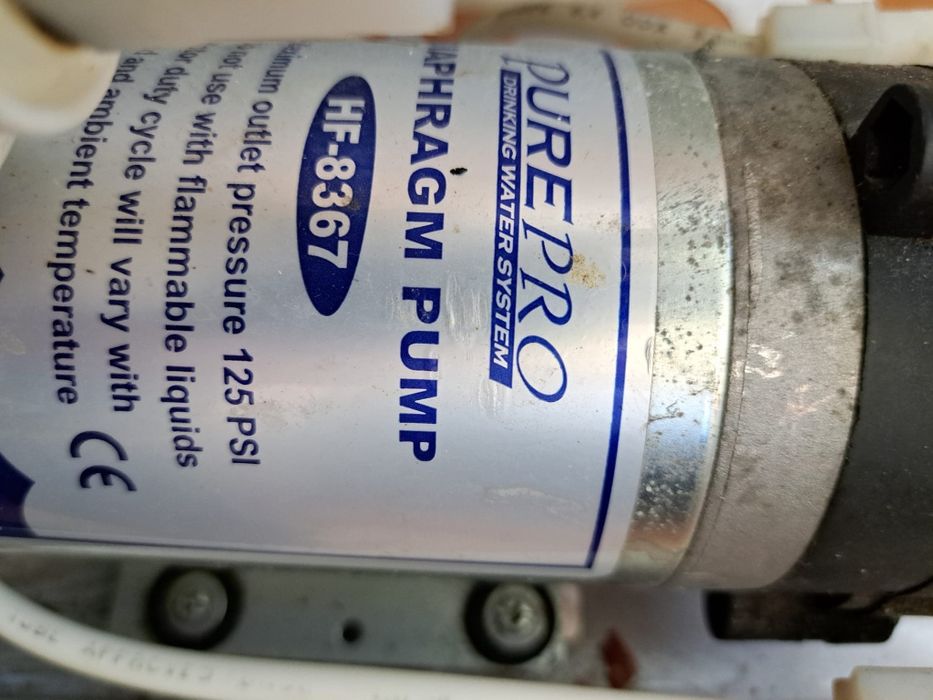 PUREPRO
DRINKING WATER SYSTEM
APHRAGM PUMP
HF-8367
outlet pressure 125 PSI
use with flammable liquids
duty cycle will vary with
and ambient temperature
CE